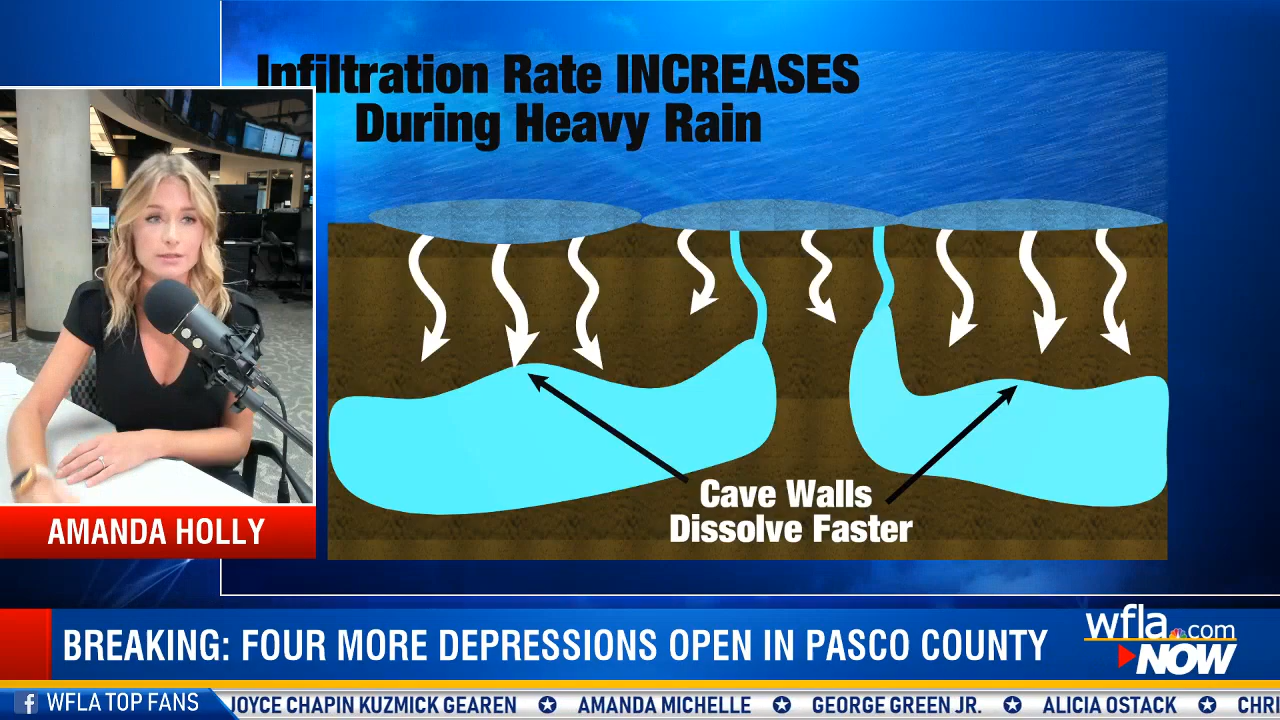 Infiltration Rate INCREASES
During Heavy Rain
Cave Walls
Dissolve Faster
AMANDA HOLLY
BREAKING: FOUR MORE DEPRESSIONS OPEN IN PASCO COUNTY
wfla.com
NOW
f WFLA TOP FANS
JOYCE CHAPIN KUZMICK GEAREN ✪ AMANDA MICHELLE ✪ GEORGE GREEN JR. ✪ ALICIA OSTACK ✪ CHRI